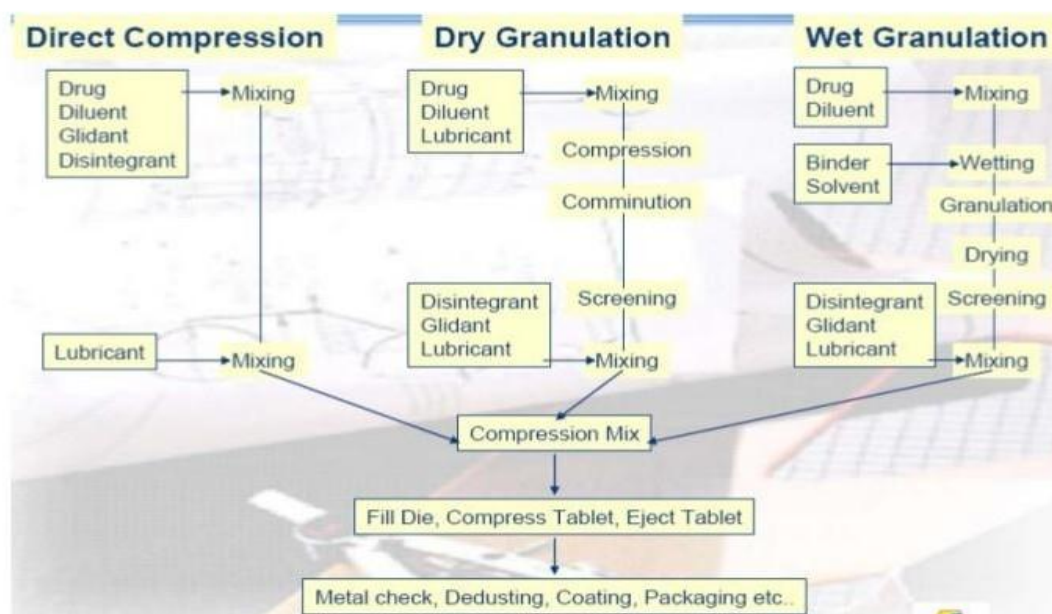 Direct Compression
Drug
Diluent
Glidant
Disintegrant
Mixing
Lubricant
Mixing
Dry Granulation
Drug
Diluent
Lubricant
Mixing
Compression
Comminution
Screening
Disintegrant
Glidant
Lubricant
Mixing
Wet Granulation
Drug
Diluent
Mixing
Binder
Solvent
Wetting
Granulation
Drying
Screening
Disintegrant
Glidant
Lubricant
Mixing
Compression Mix
Fill Die, Compress Tablet, Eject Tablet
Metal check, Dedusting, Coating, Packaging etc..